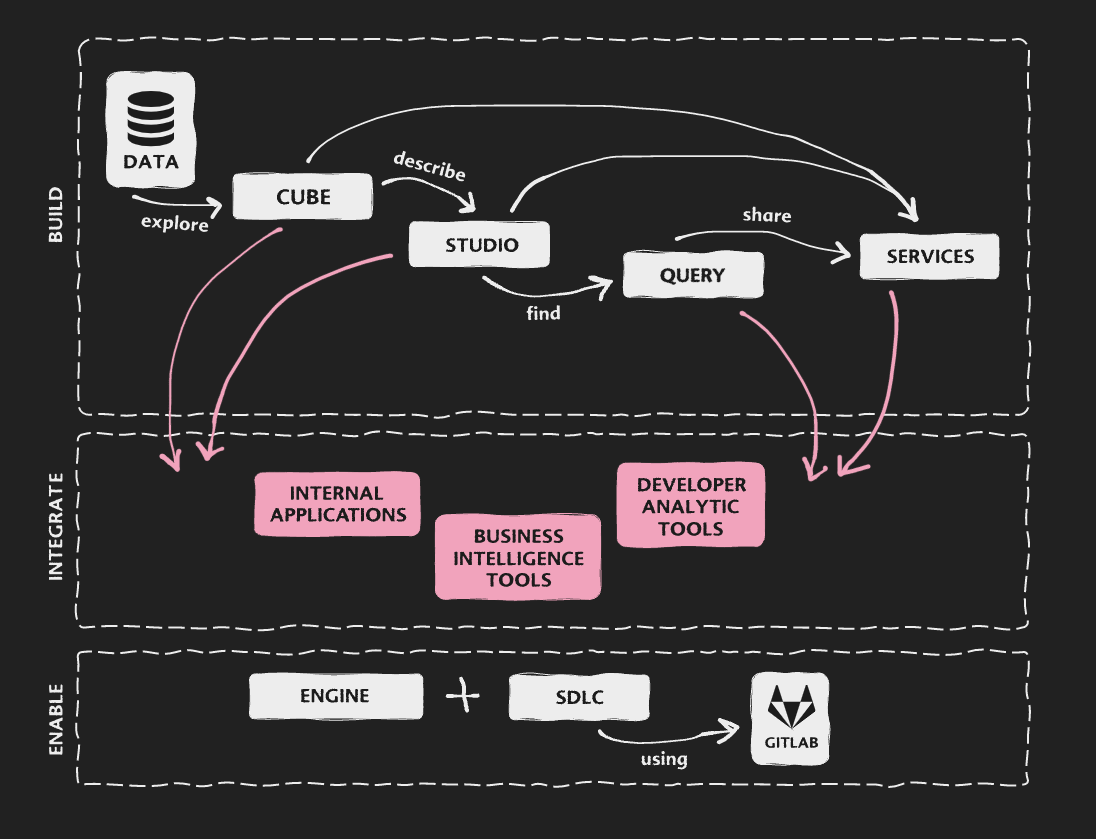 BUILD
DATA
explore
CUBE
describe
STUDIO
find
QUERY
share
SERVICES
INTEGRATE
INTERNAL
APPLICATIONS
BUSINESS
INTELLIGENCE
TOOLS
DEVELOPER
ANALYTIC
TOOLS
ENABLE
ENGINE
+
SDLC
using
GITLAB